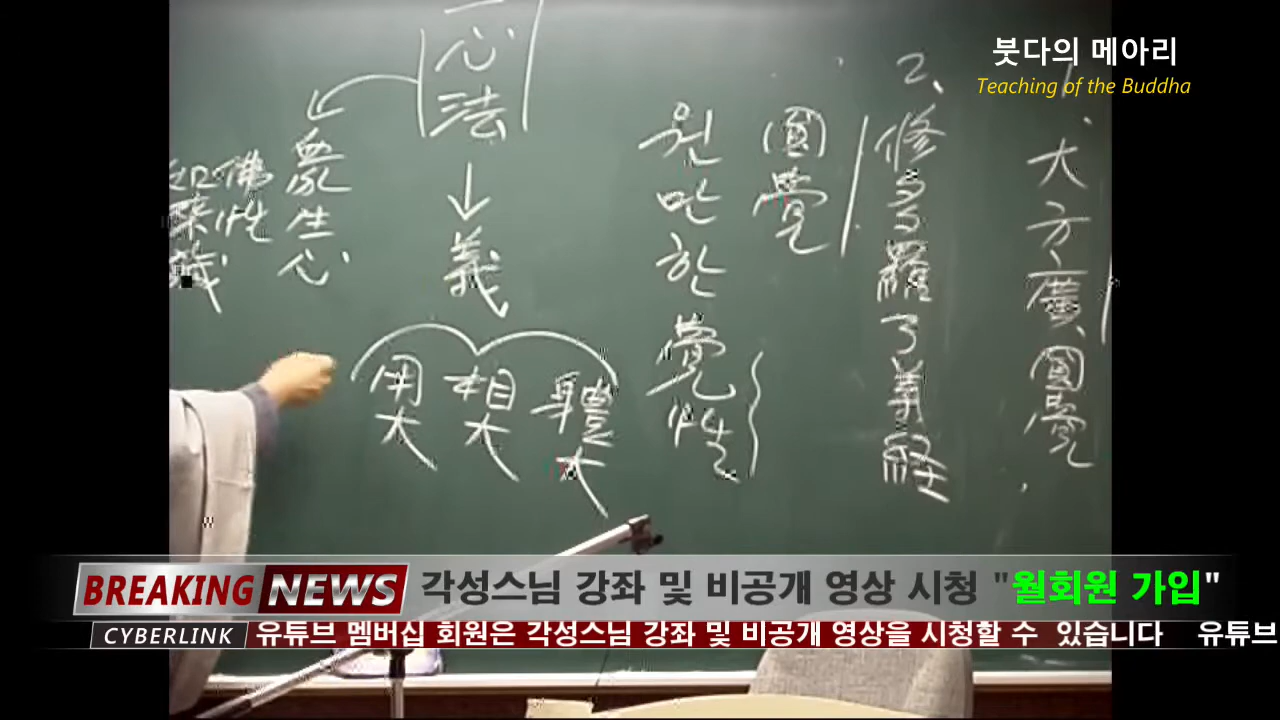 붓다의 메아리
Teaching of the Buddha
1、大方廣、圓覺
2、修多羅了義経
圓覺
원만한 覺性
心法
義
體大
相大
用大
衆生心
佛性
BREAKING NEWS
각성스님 강좌 및 비공개 영상 시청 "월회원 가입"
CYBERLINK
유튜브 멤버십 회원은 각성스님 강좌 및 비공개 영상을 시청할 수 있습니다 유튜브